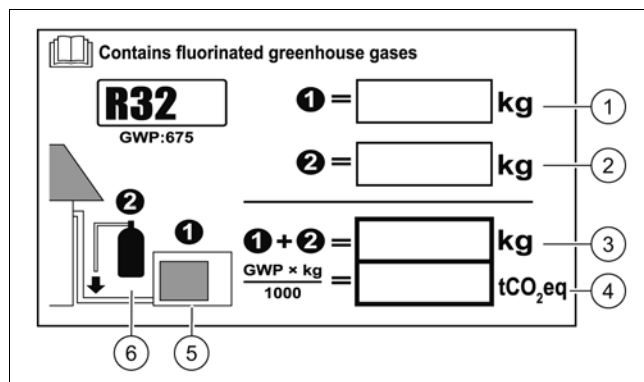 Contains fluorinated greenhouse gases
R32
GWP:675
❶ = kg ①
❷ = kg ②
❶ + ❷ = kg ③
GWP × kg
1000
= tCO₂eq ④
❷
❶
⑥ ⑤